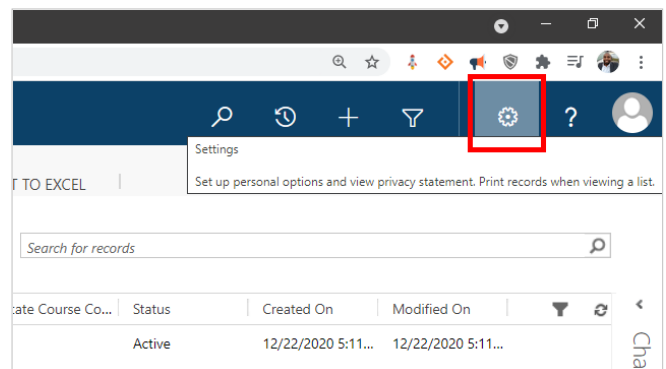 Settings
Set up personal options and view privacy statement. Print records when viewing a list.
T TO EXCEL
Search for records
ate Course Co... Status Created On Modified On
Active 12/22/2020 5:11... 12/22/2020 5:11...
Cha